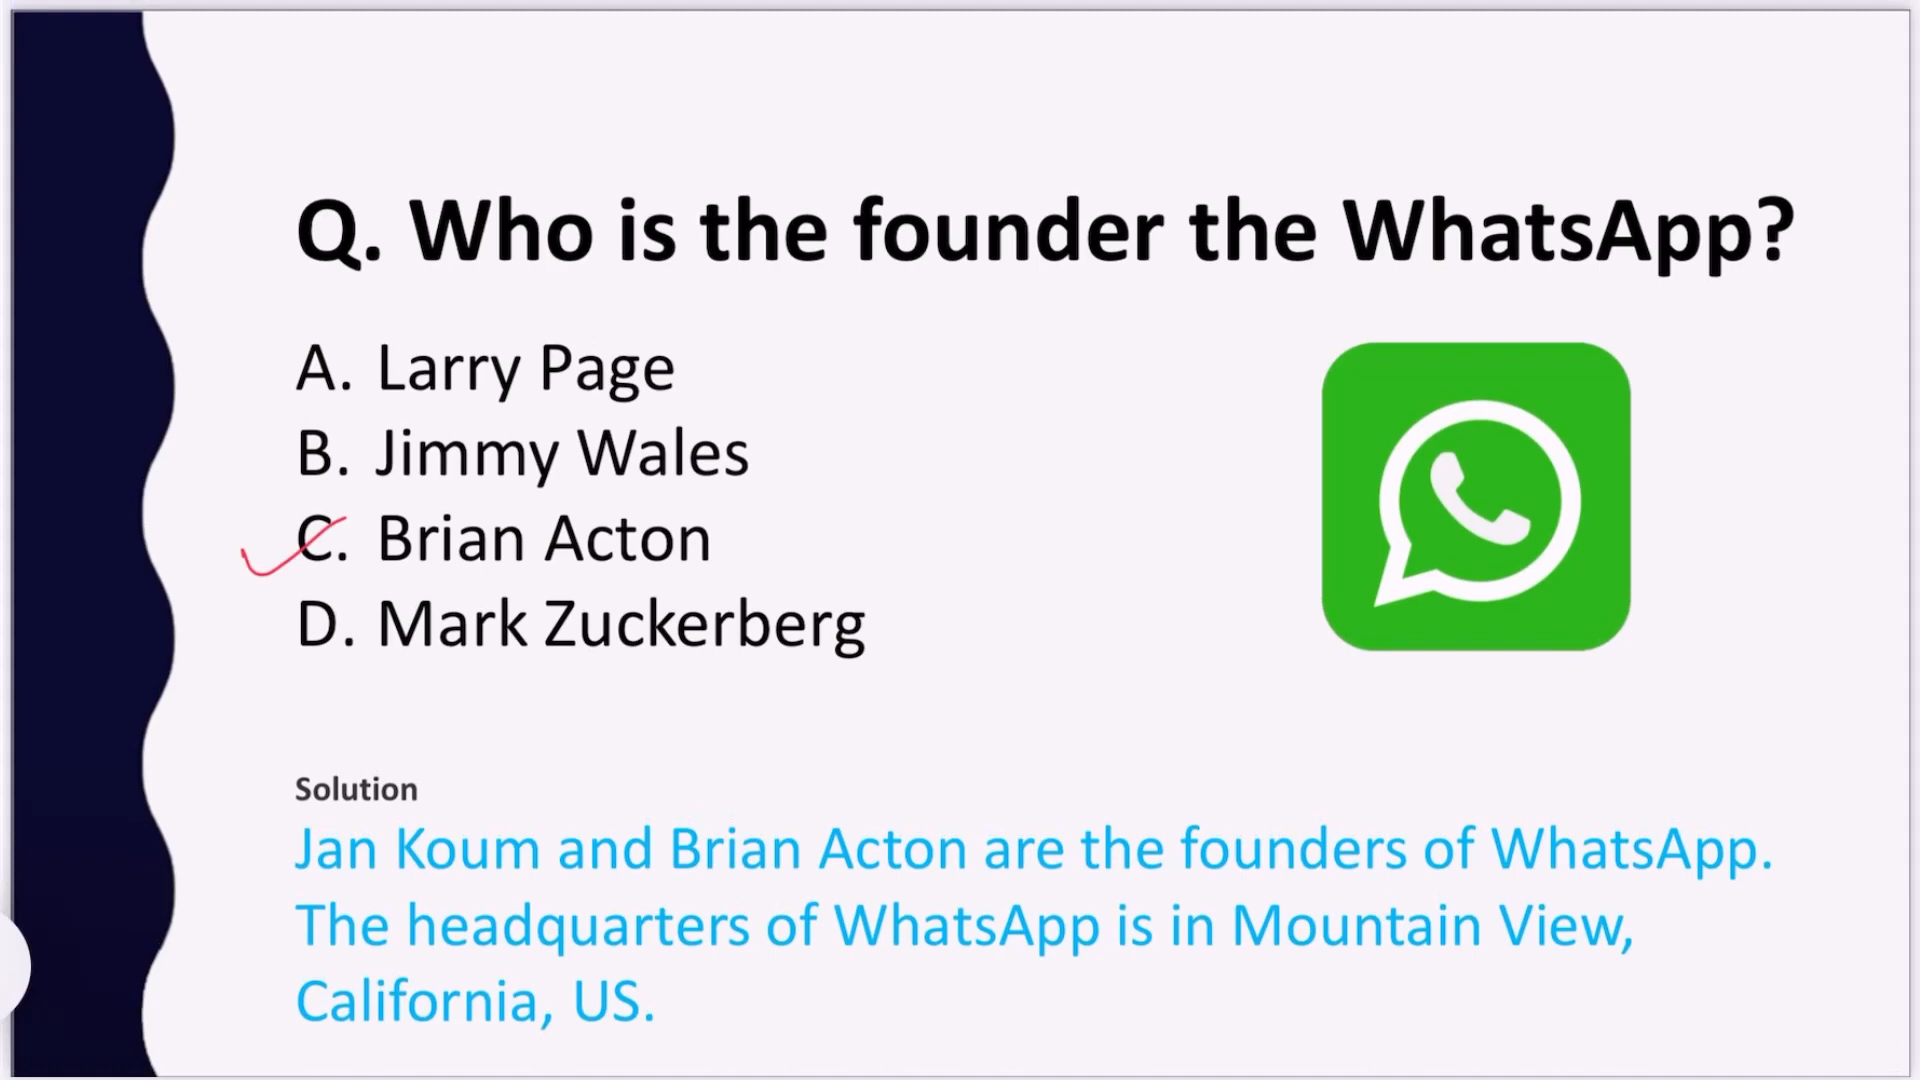 Q. Who is the founder the WhatsApp?
A. Larry Page
B. Jimmy Wales
C. Brian Acton
D. Mark Zuckerberg
Solution
Jan Koum and Brian Acton are the founders of WhatsApp.
The headquarters of WhatsApp is in Mountain View,
California, US.